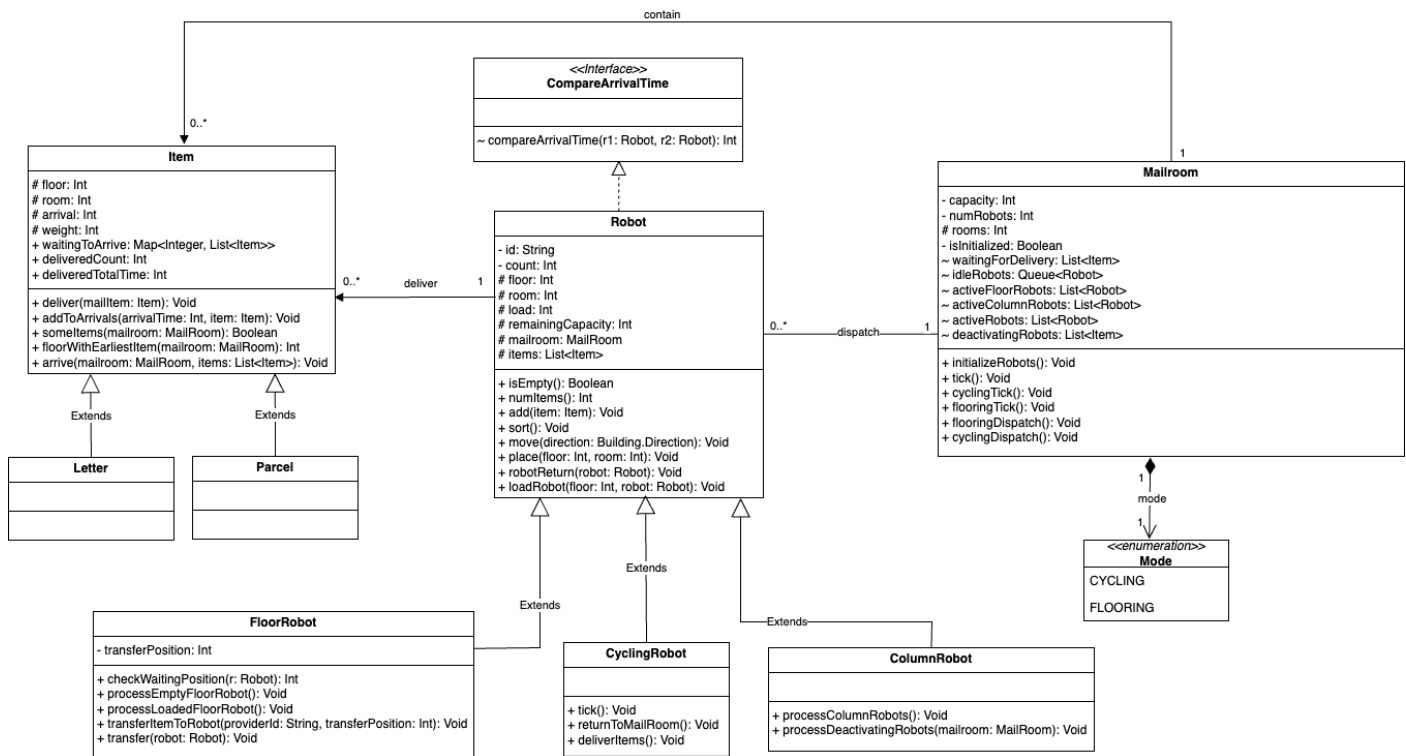 contain
0..*
1
<<Interface>>
CompareArrivalTime
~ compareArrivalTime(r1: Robot, r2: Robot): Int
Item
# floor: Int
# room: Int
# arrival: Int
# weight: Int
+ waitingToArrive: Map<Integer, List<Item>>
+ deliveredCount: Int
+ deliveredTotalTime: Int
+ deliver(mailItem: Item): Void
+ addToArrivals(arrivalTime: Int, item: Item): Void
+ someItems(mailroom: MailRoom): Boolean
+ floorWithEarliestItem(mailroom: MailRoom): Int
+ arrive(mailroom: MailRoom, items: List<Item>): Void
0..*
deliver
1
Robot
- id: String
- count: Int
# floor: Int
# room: Int
# load: Int
# remainingCapacity: Int
# mailroom: MailRoom
# items: List<Item>
+ isEmpty(): Boolean
+ numItems(): Int
+ add(item: Item): Void
+ sort(): Void
+ move(direction: Building.Direction): Void
+ place(floor: Int, room: Int): Void
+ robotReturn(robot: Robot): Void
+ loadRobot(floor: Int, robot: Robot): Void
0..*
dispatch
1
Mailroom
- capacity: Int
- numRobots: Int
# rooms: Int
- isInitialized: Boolean
~ waitingForDelivery: List<Item>
~ idleRobots: Queue<Robot>
~ activeFloorRobots: List<Robot>
~ activeColumnRobots: List<Robot>
~ activeRobots: List<Robot>
~ deactivatingRobots: List<Item>
+ initializeRobots(): Void
+ tick(): Void
+ cyclingTick(): Void
+ flooringTick(): Void
+ flooringDispatch(): Void
+ cyclingDispatch(): Void
Extends
Extends
Letter
Parcel
1
mode
1
<<enumeration>>
Mode
CYCLING
FLOORING
Extends
Extends
Extends
FloorRobot
- transferPosition: Int
+ checkWaitingPosition(r: Robot): Int
+ processEmptyFloorRobot(): Void
+ processLoadedFloorRobot(): Void
+ transferItemToRobot(providerId: String, transferPosition: Int): Void
+ transfer(robot: Robot): Void
CyclingRobot
+ tick(): Void
+ returnToMailRoom(): Void
+ deliverItems(): Void
ColumnRobot
+ processColumnRobots(): Void
+ processDeactivatingRobots(mailroom: MailRoom): Void